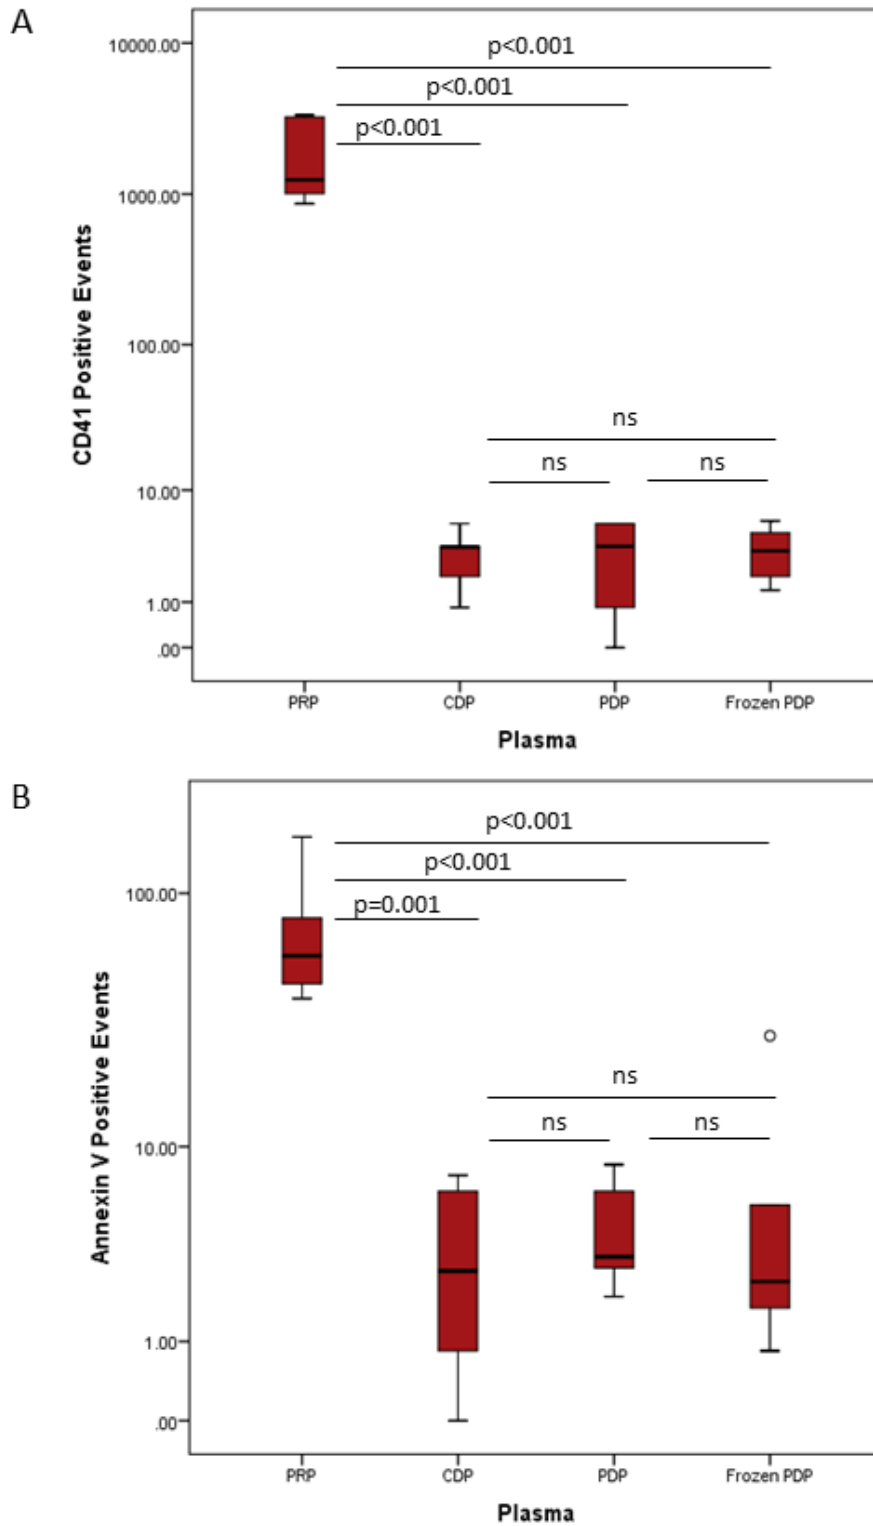 A
10000.00
1000.00
100.00
10.00
1.00
.00
CD41 Positive Events
p<0.001
p<0.001
p<0.001
ns
ns
ns
PRP
CDP
PDP
Frozen PDP
Plasma
B
100.00
10.00
1.00
.00
Annexin V Positive Events
p<0.001
p<0.001
p=0.001
ns
ns
ns
PRP
CDP
PDP
Frozen PDP
Plasma